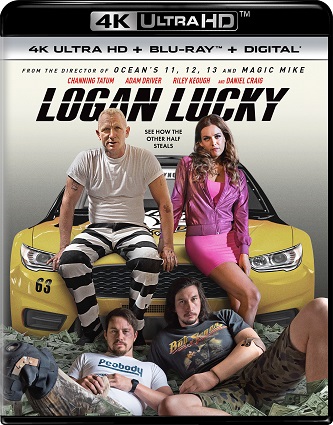 4K ULTRA HD™
4K ULTRA HD + BLU-RAY™ + DIGITAL*
FROM THE DIRECTOR OF OCEAN'S 11, 12, 13 AND MAGIC MIKE
CHANNING TATUM ADAM DRIVER RILEY KEOUGH AND DANIEL CRAIG
LOGAN LUCKY
SEE HOW THE
OTHER HALF
STEALS
63
Peabody